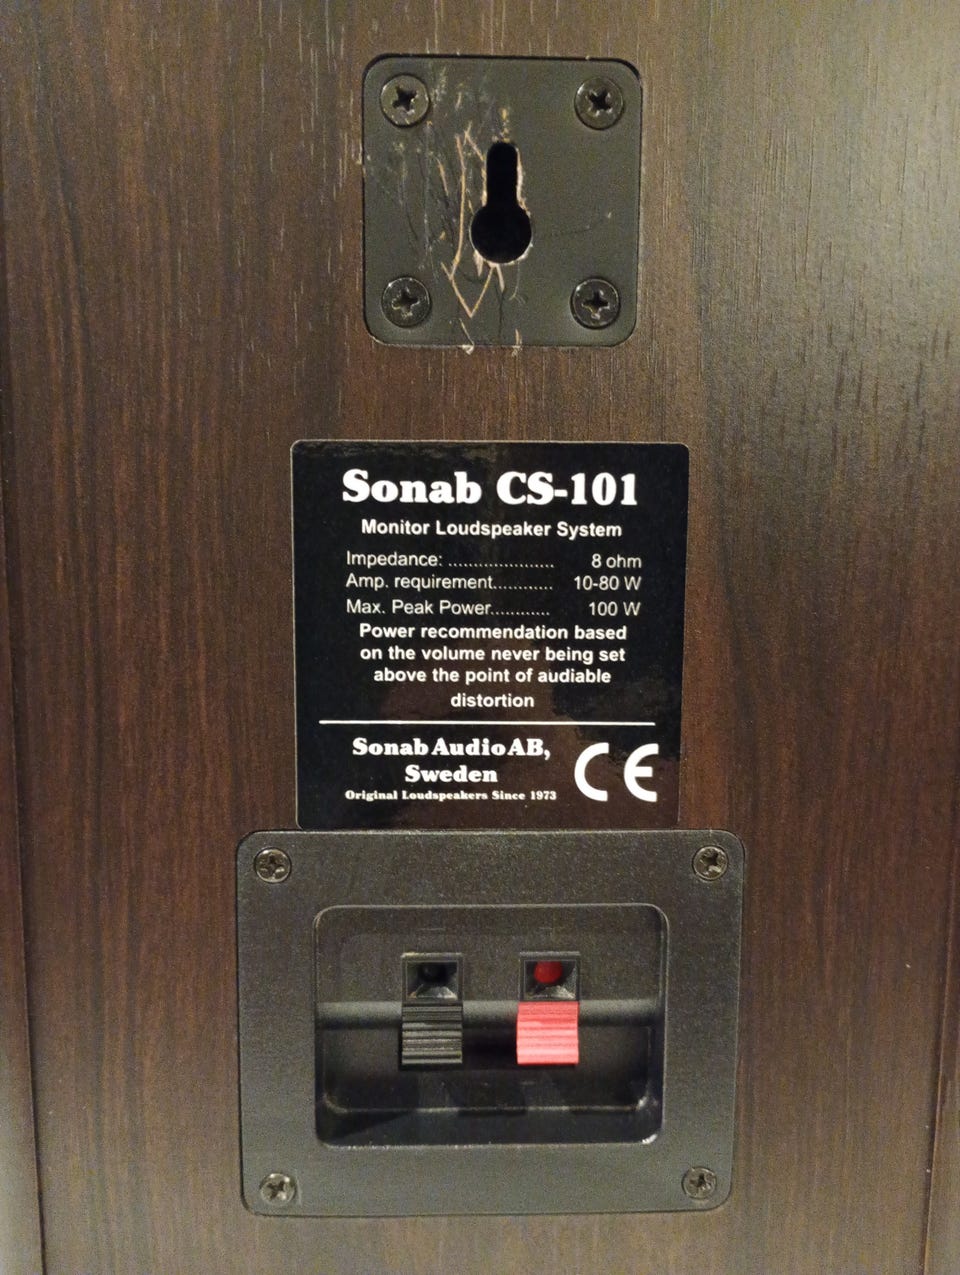 Sonab CS-101
Monitor Loudspeaker System
Impedance: ..................... 8 ohm
Amp. requirement........... 10-80 W
Max. Peak Power........... 100 W
Power recommendation based
on the volume never being set
above the point of audiable
distortion
Sonab Audio AB,
Sweden
Original Loudspeakers Since 1973
CE